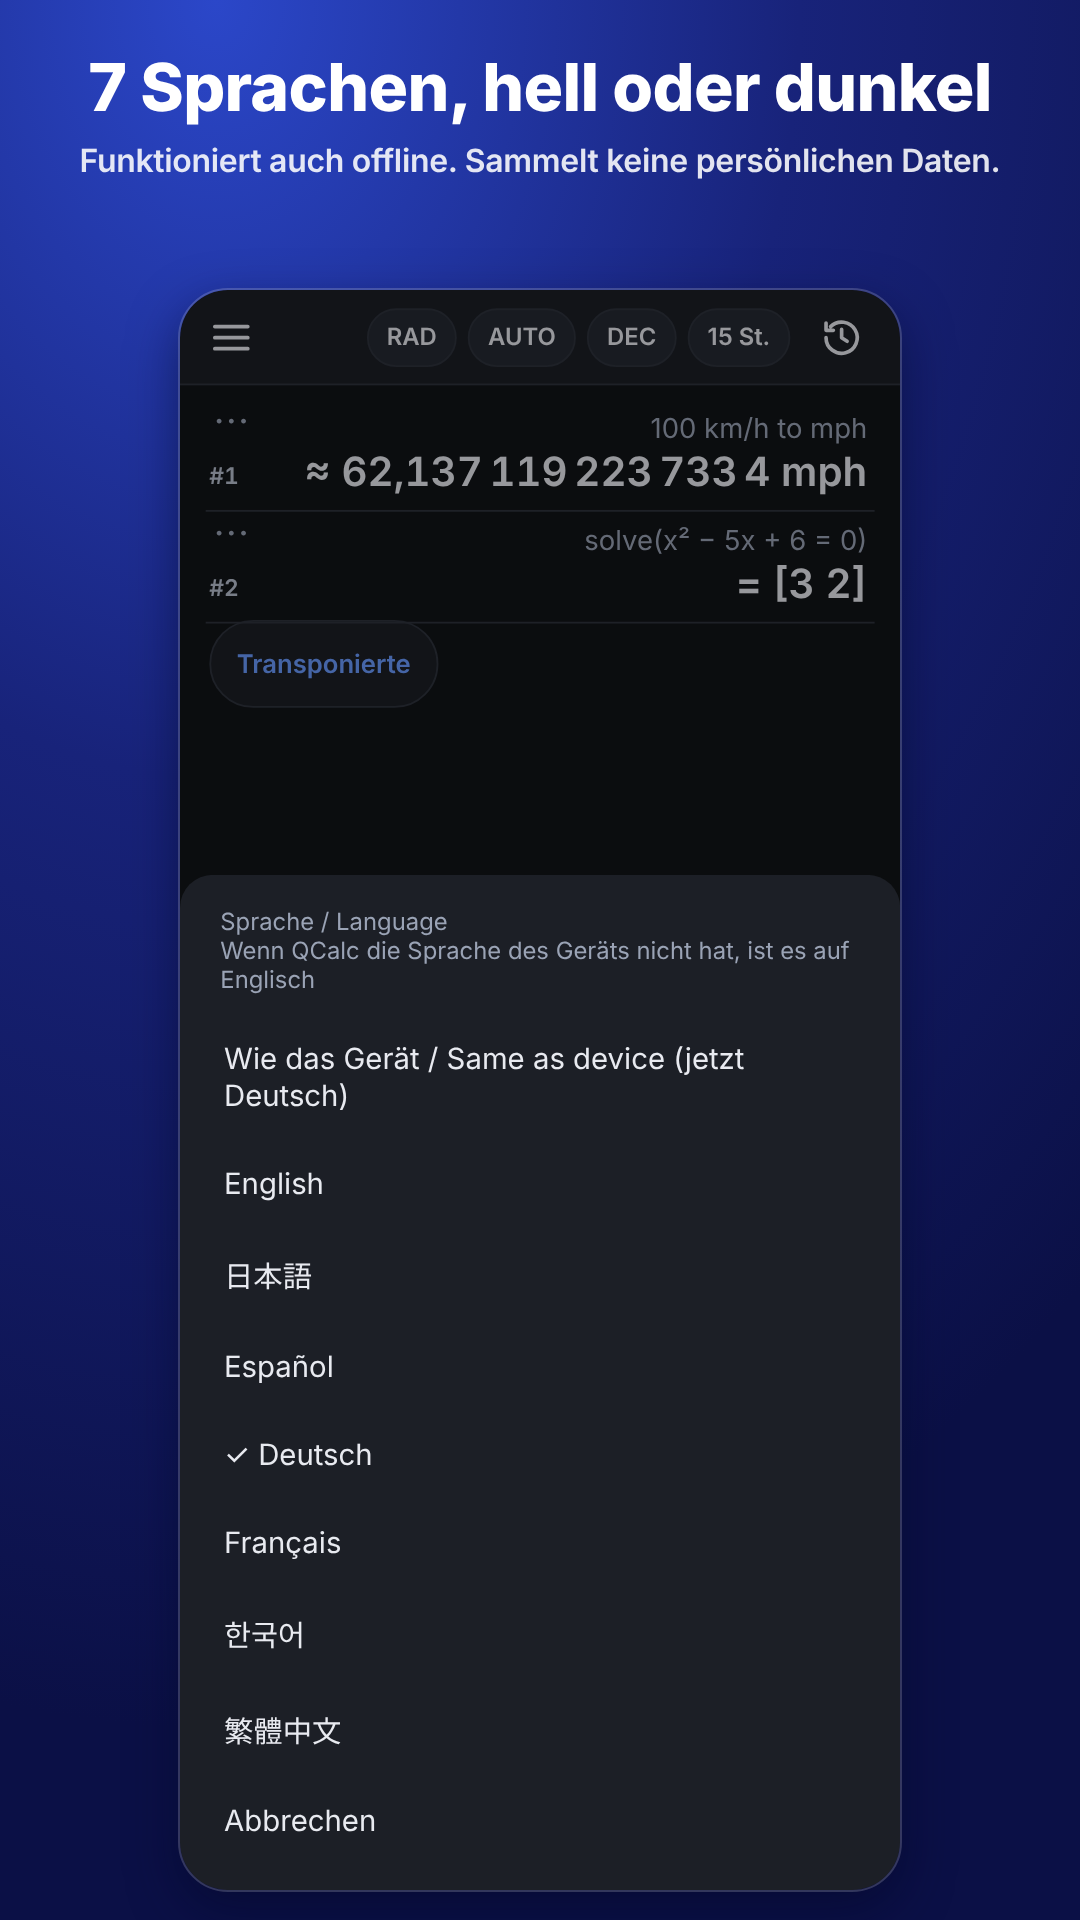 7 Sprachen, hell oder dunkel
Funktioniert auch offline. Sammelt keine persönlichen Daten.
RAD AUTO DEC 15 St.
... 100 km/h to mph
#1 ≈ 62,137 119 223 733 4 mph
... solve(x² − 5x + 6 = 0)
#2 = [3 2]
Transponierte
Sprache / Language
Wenn QCalc die Sprache des Geräts nicht hat, ist es auf
Englisch
Wie das Gerät / Same as device (jetzt
Deutsch)
English
日本語
Español
✓ Deutsch
Français
한국어
繁體中文
Abbrechen